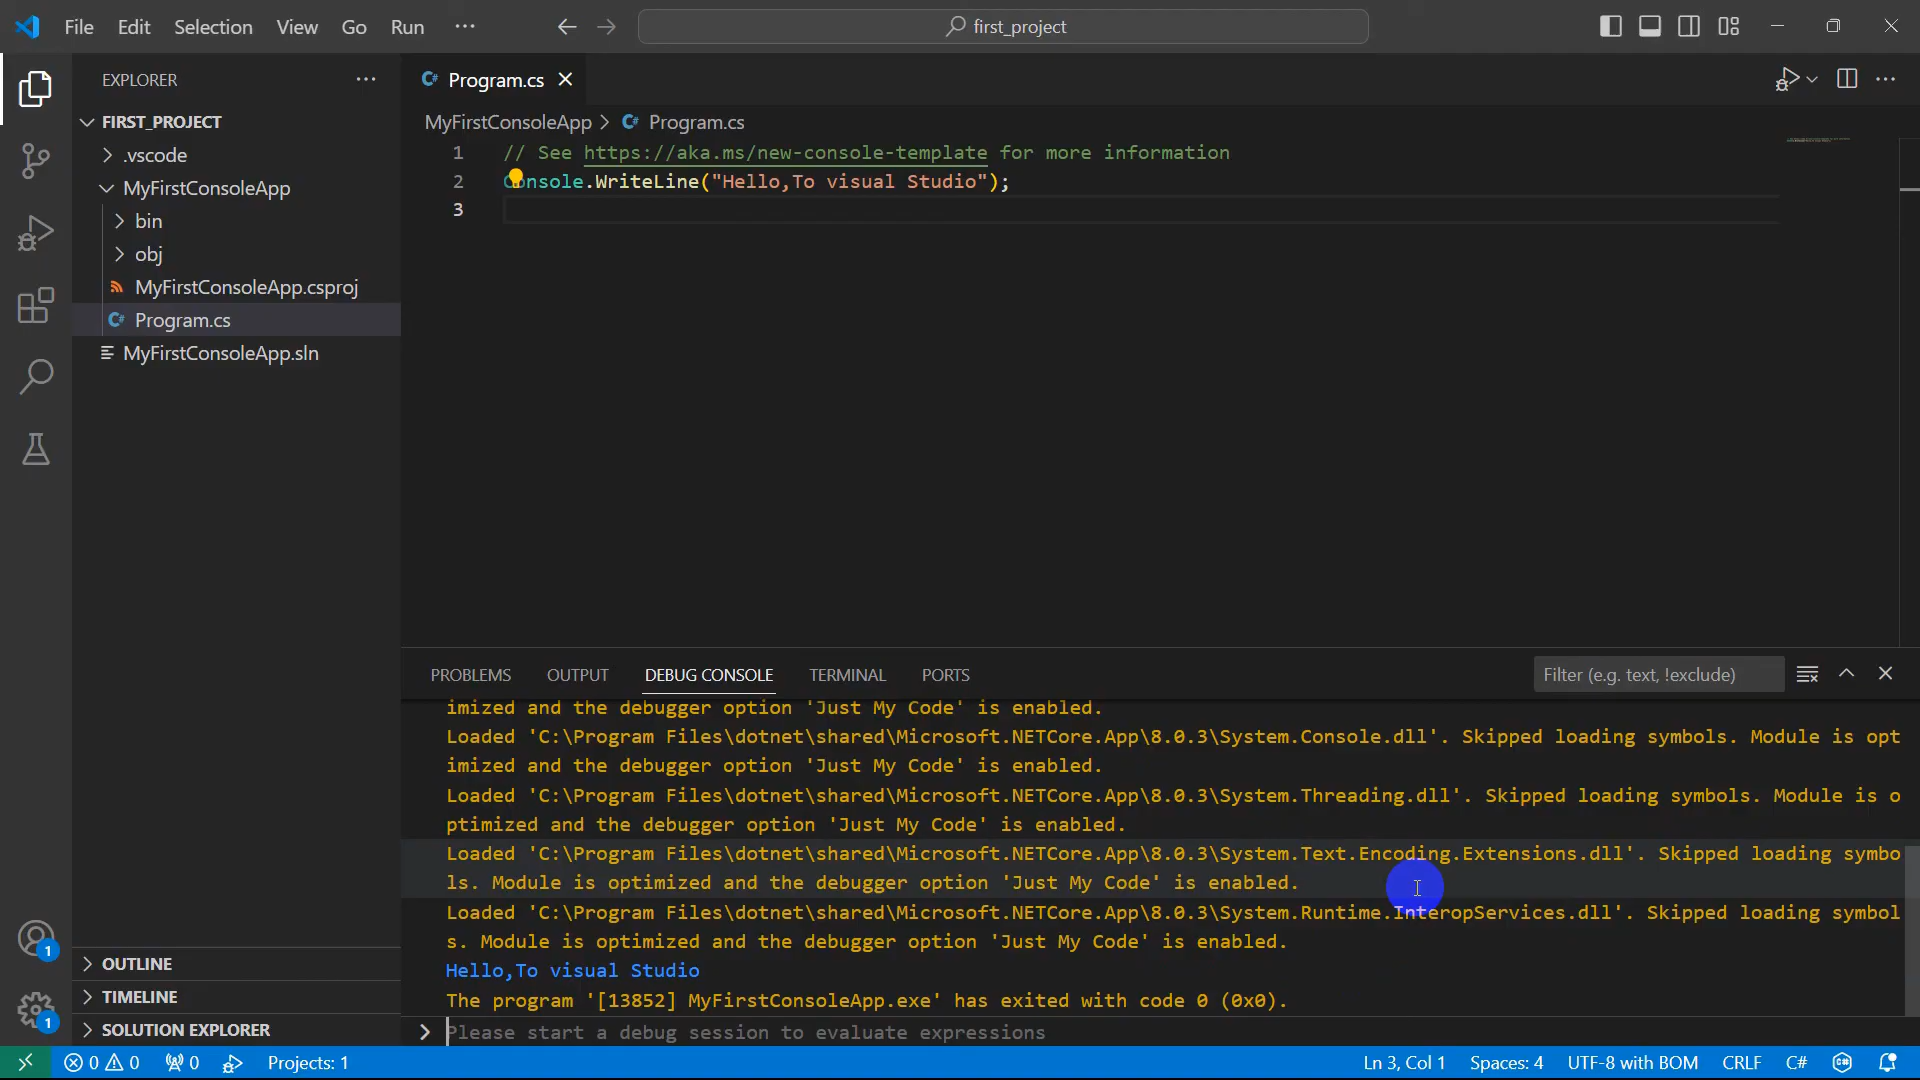 File Edit Selection View Go Run ··· first_project
EXPLORER ···
FIRST_PROJECT
.vscode
MyFirstConsoleApp
bin
obj
MyFirstConsoleApp.csproj
Program.cs
MyFirstConsoleApp.sln
OUTLINE
TIMELINE
SOLUTION EXPLORER
1
1
Program.cs
MyFirstConsoleApp > Program.cs
1 // See https://aka.ms/new-console-template for more information
2 Console.WriteLine("Hello,To visual Studio");
3
PROBLEMS OUTPUT DEBUG CONSOLE TERMINAL PORTS Filter (e.g. text, !exclude)
imized and the debugger option 'Just My Code' is enabled.
Loaded 'C:\Program Files\dotnet\shared\Microsoft.NETCore.App\8.0.3\System.Console.dll'. Skipped loading symbols. Module is opt
imized and the debugger option 'Just My Code' is enabled.
Loaded 'C:\Program Files\dotnet\shared\Microsoft.NETCore.App\8.0.3\System.Threading.dll'. Skipped loading symbols. Module is o
ptimized and the debugger option 'Just My Code' is enabled.
Loaded 'C:\Program Files\dotnet\shared\Microsoft.NETCore.App\8.0.3\System.Text.Encoding.Extensions.dll'. Skipped loading symbo
ls. Module is optimized and the debugger option 'Just My Code' is enabled.
Loaded 'C:\Program Files\dotnet\shared\Microsoft.NETCore.App\8.0.3\System.Runtime.InteropServices.dll'. Skipped loading symbol
s. Module is optimized and the debugger option 'Just My Code' is enabled.
Hello,To visual Studio
The program '[13852] MyFirstConsoleApp.exe' has exited with code 0 (0x0).
Please start a debug session to evaluate expressions
0 0 0 Projects: 1 Ln 3, Col 1 Spaces: 4 UTF-8 with BOM CRLF C#